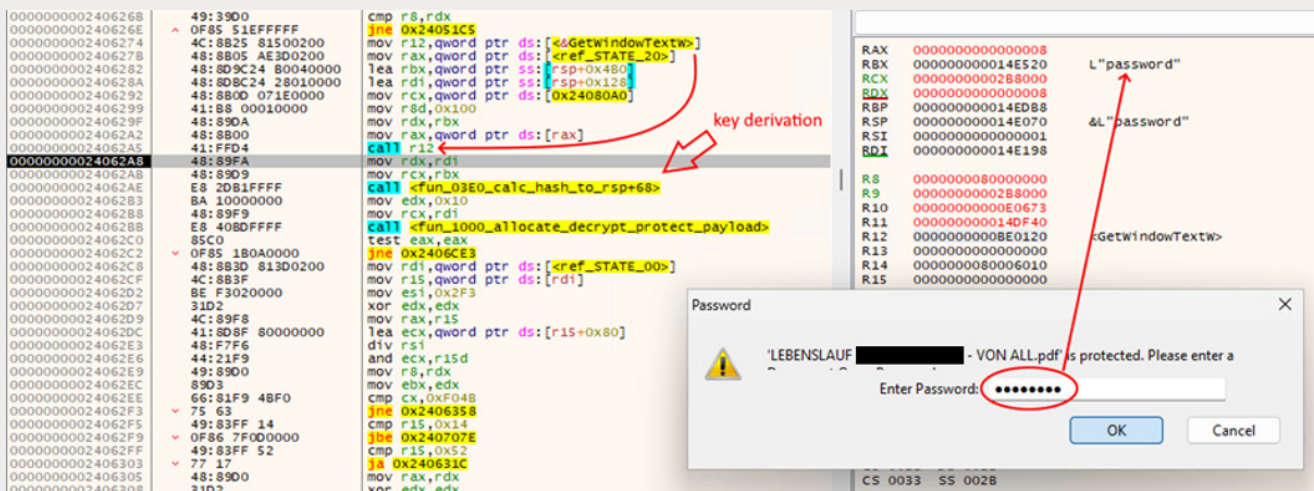 000000000240626B 49:39D0 cmp r8,rdx
000000000240626E 0F85 51EFFFFF jne 0x24051C5
0000000002406274 4C:8B25 81500200 mov r12,qword ptr ds:[<&GetWindowTextW>]
000000000240627B 48:8B05 AE3D0200 mov rax,qword ptr ds:[<ref_STATE_20>]
0000000002406282 48:8D9C24 B0040000 lea rbx,qword ptr ss:[rsp+0x4B0]
000000000240628A 48:8DBC24 28010000 lea rdi,qword ptr ss:[rsp+0x128]
0000000002406292 48:8B0D 071E0000 mov rcx,qword ptr ds:[0x24080A0]
0000000002406299 41:B8 00010000 mov r8d,0x100
000000000240629F 48:89DA mov rdx,rbx
00000000024062A2 48:8B00 mov rax,qword ptr ds:[rax]
00000000024062A5 41:FFD4 call r12
00000000024062A8 48:89FA mov rdx,rdi
00000000024062AB 48:89D9 mov rcx,rbx
00000000024062AE E8 2DB1FFFF call <fun_03E0_calc_hash_to_rsp+68>
00000000024062B3 BA 10000000 mov edx,0x10
00000000024062B8 48:89F9 mov rcx,rdi
00000000024062BB E8 40BDFFFF call <fun_1000_allocate_decrypt_protect_payload>
00000000024062C0 85C0 test eax,eax
00000000024062C2 0F85 1B0A0000 jne 0x2406CE3
00000000024062C8 48:8B3D 813D0200 mov rdi,qword ptr ds:[<ref_STATE_00>]
00000000024062CF 4C:8B3F mov r15,qword ptr ds:[rdi]
00000000024062D2 BE F3020000 mov esi,0x2F3
00000000024062D7 31D2 xor edx,edx
00000000024062D9 4C:89F8 mov rax,r15
00000000024062DC 41:8D8F 80000000 lea ecx,qword ptr ds:[r15+0x80]
00000000024062E3 48:F7F6 div rsi
00000000024062E6 44:21F9 and ecx,r15d
00000000024062E9 49:89D0 mov r8,rdx
00000000024062EC 89D3 mov ebx,edx
00000000024062EE 66:81F9 4BF0 cmp cx,0xF04B
00000000024062F3 75 63 jne 0x2406358
00000000024062F5 49:83FF 14 cmp r15,0x14
00000000024062F9 0F86 7F0D0000 jbe 0x240707E
00000000024062FF 49:83FF 52 cmp r15,0x52
0000000002406303 77 17 ja 0x240631C
0000000002406305 48:89D0 mov rax,rdx
0000000002406308 31D2 xor edx,edx
key derivation
RAX 0000000000000008
RBX 000000000014E520 L"password"
RCX 00000000002B8000
RDX 0000000000000008
RBP 000000000014EDB8
RSP 000000000014E070 &L"password"
RSI 0000000000000001
RDI 000000000014E198
R8 0000000080000000
R9 00000000002B8000
R10 00000000000E0673
R11 000000000014DF40
R12 0000000000BE0120 <GetWindowTextW>
R13 0000000000000000
R14 0000000080006010
R15 0000000000000000
Password
'LEBENSLAUF - VON ALL.pdf' is protected. Please enter a
Enter Password:
OK Cancel
CS 0033 SS 002B